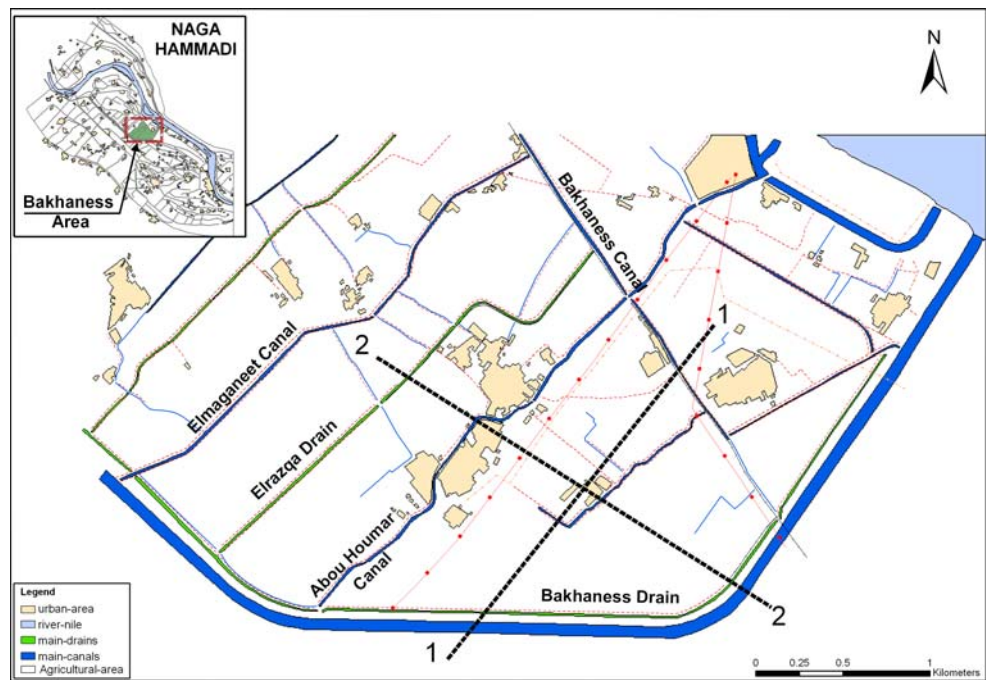 NAGA
HAMMADI
Bakhaness
Area
N
Bakhaness Canal
1
2
Elmaganeet Canal
Elrazqa Drain
Abou Houmar
Canal
Bakhaness Drain
2
1
Legend
urban-area
river-nile
main-drains
main-canals
Agricultural-area
0 0.25 0.5 1
Kilometers